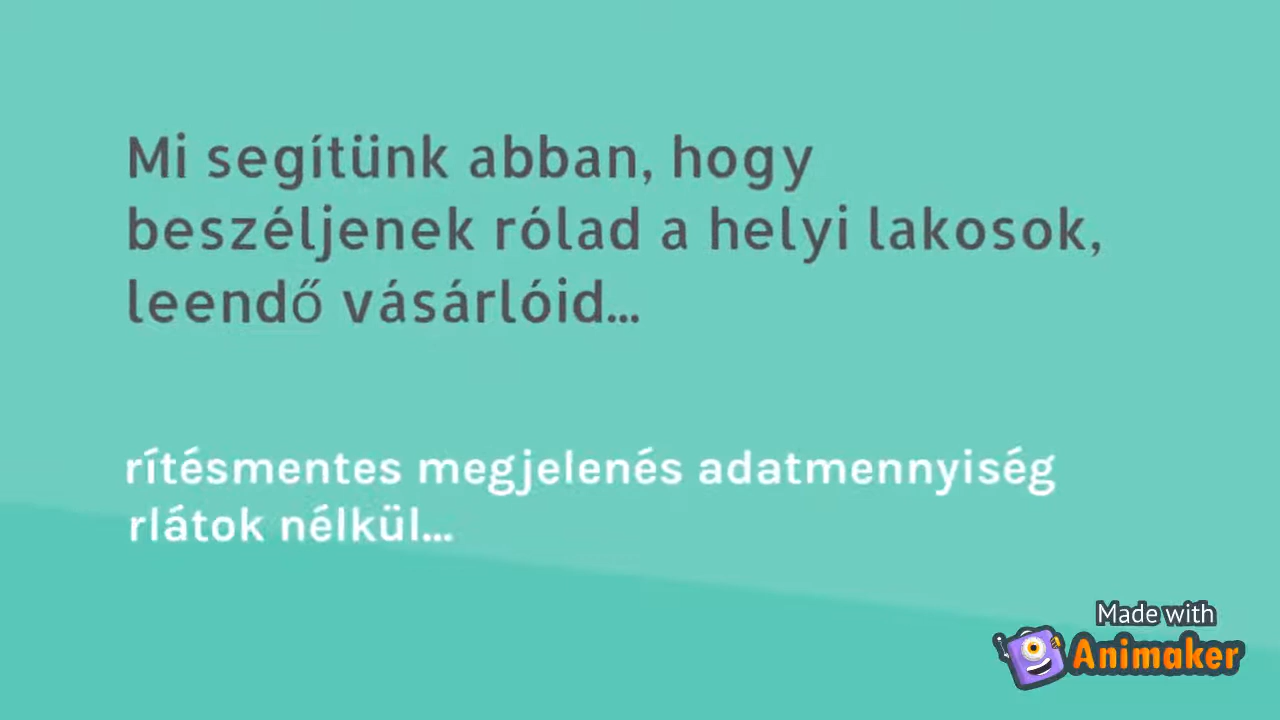 Mi segítünk abban, hogy
beszéljenek rólad a helyi lakosok,
leendő vásárlóid...
rítésmentes megjelenés adatmennyiség
rlátok nélkül...
Made with
Animaker